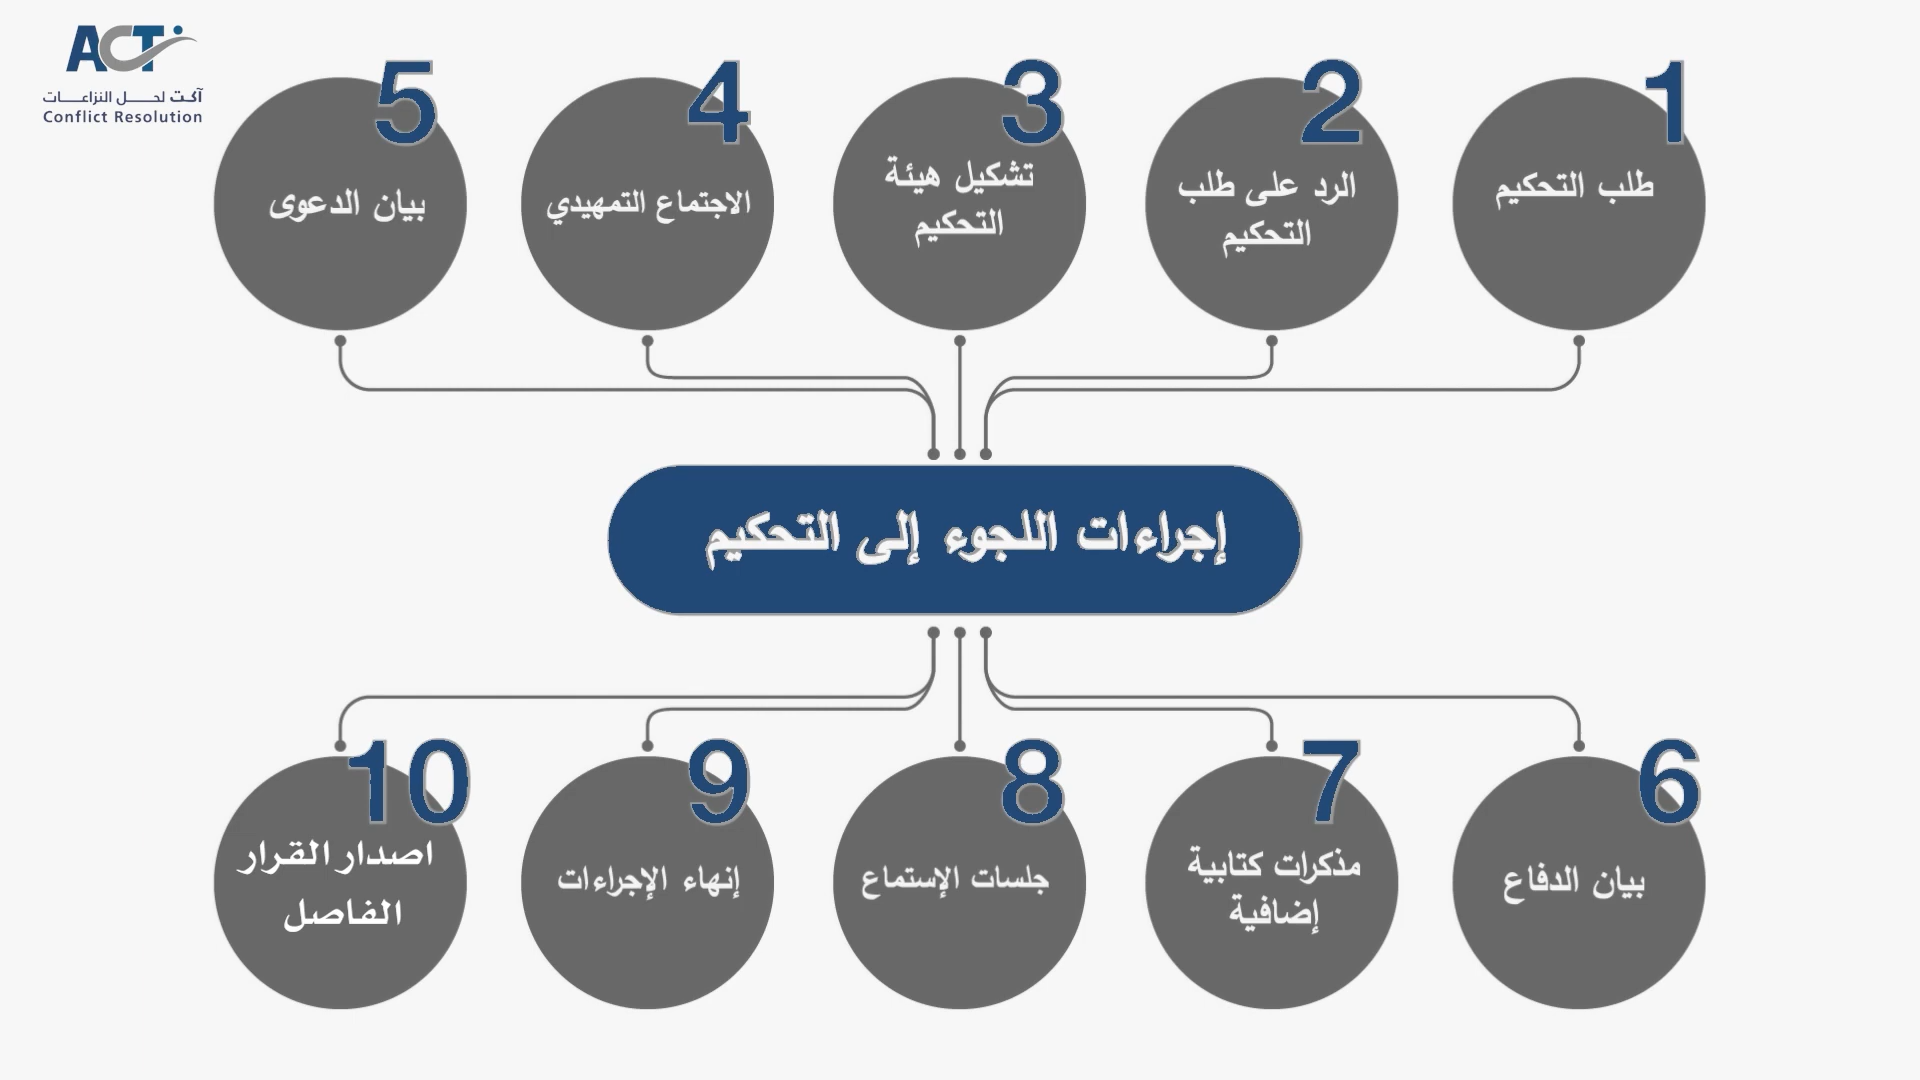 ACT
آكت لحل النزاعات
Conflict Resolution
1
طلب التحكيم
2
الرد على طلب
التحكيم
3
تشكيل هيئة
التحكيم
4
الاجتماع التمهيدي
5
بيان الدعوى
إجراءات اللجوء إلى التحكيم
6
بيان الدفاع
7
مذكرات كتابية
إضافية
8
جلسات الإستماع
9
إنهاء الإجراءات
10
اصدار القرار
الفاصل